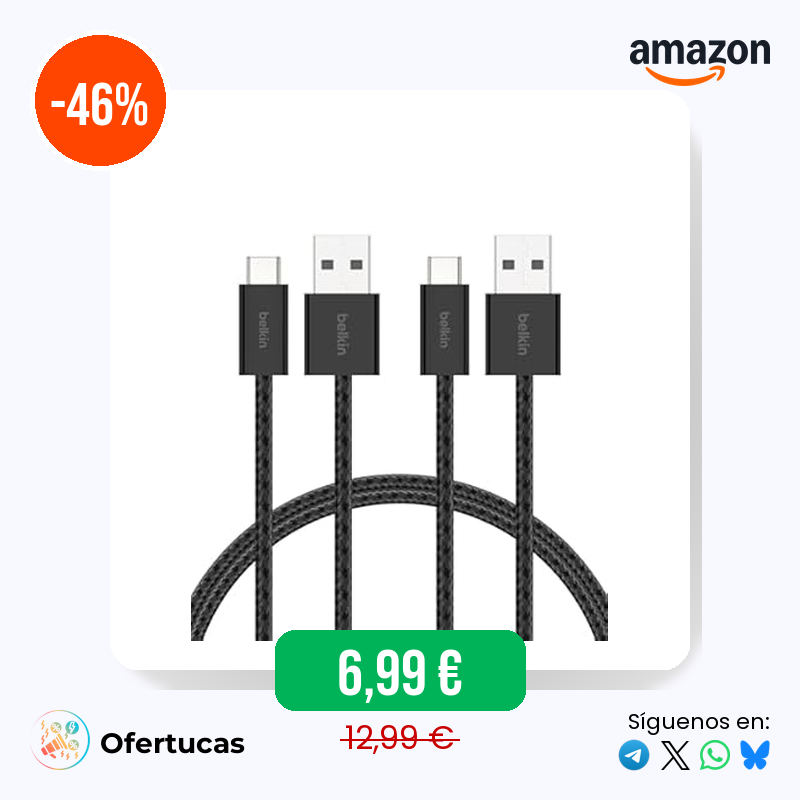 -46%
amazon
belkin
belkin
belkin
belkin
6,99 €
12,99 €
Ofertucas
Síguenos en: